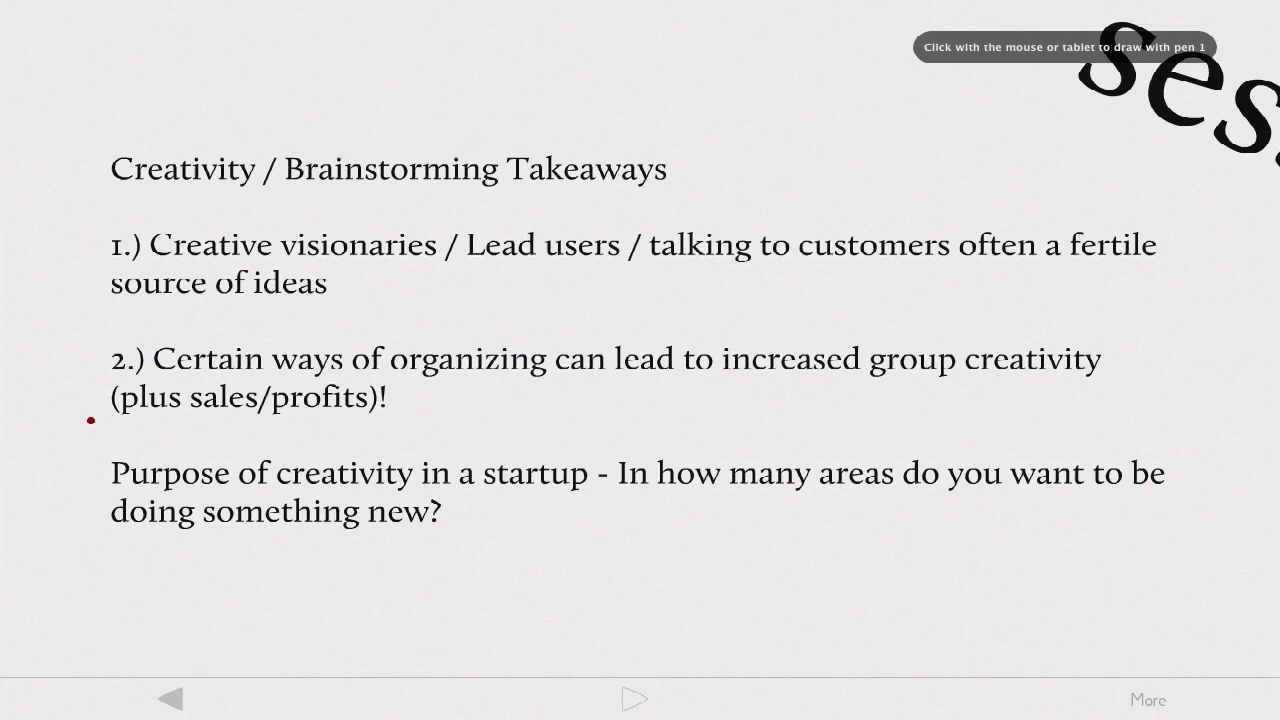 Click with the mouse or tablet to draw with pen 1
ses
Creativity / Brainstorming Takeaways
1.) Creative visionaries / Lead users / talking to customers often a fertile
source of ideas
2.) Certain ways of organizing can lead to increased group creativity
(plus sales/profits)!
Purpose of creativity in a startup - In how many areas do you want to be
doing something new?
More